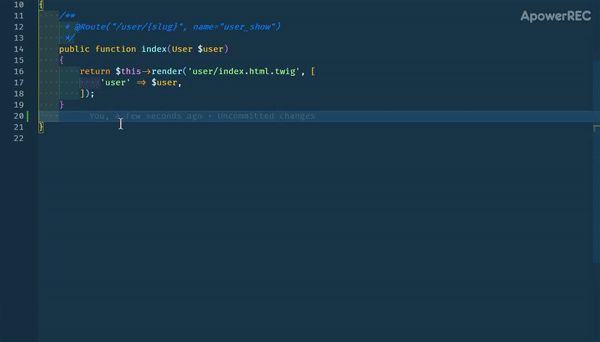 ApowerREC
10 {
11 /**
12 * @Route("/user/{slug}", name="user_show")
13 */
14 public function index(User $user)
15 {
16 return $this->render('user/index.html.twig', [
17 'user' => $user,
18 ]);
19 }
20 You, a few seconds ago • Uncommitted changes
21 }
22